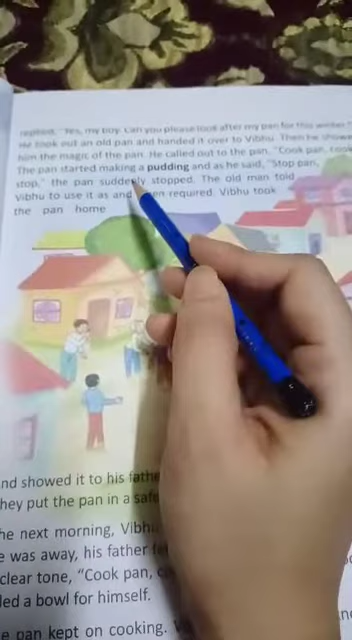 replied, "Yes, my boy. Can you please look after my pan for this winter"
He took out an old pan and handed it over to Vibhu. Then he showed
him the magic of the pan. He called out to the pan, "Cook pan, cook
The pan started making a pudding and as he said, "Stop pan,
stop," the pan suddenly stopped. The old man told
Vibhu to use it as and when required. Vibhu took
the pan home
nd showed it to his fathe
hey put the pan in a saf
he next morning, Vibhu
e was away, his father
clear tone, "Cook pan, c
led a bowl for himself.
e pan kept on cooking.